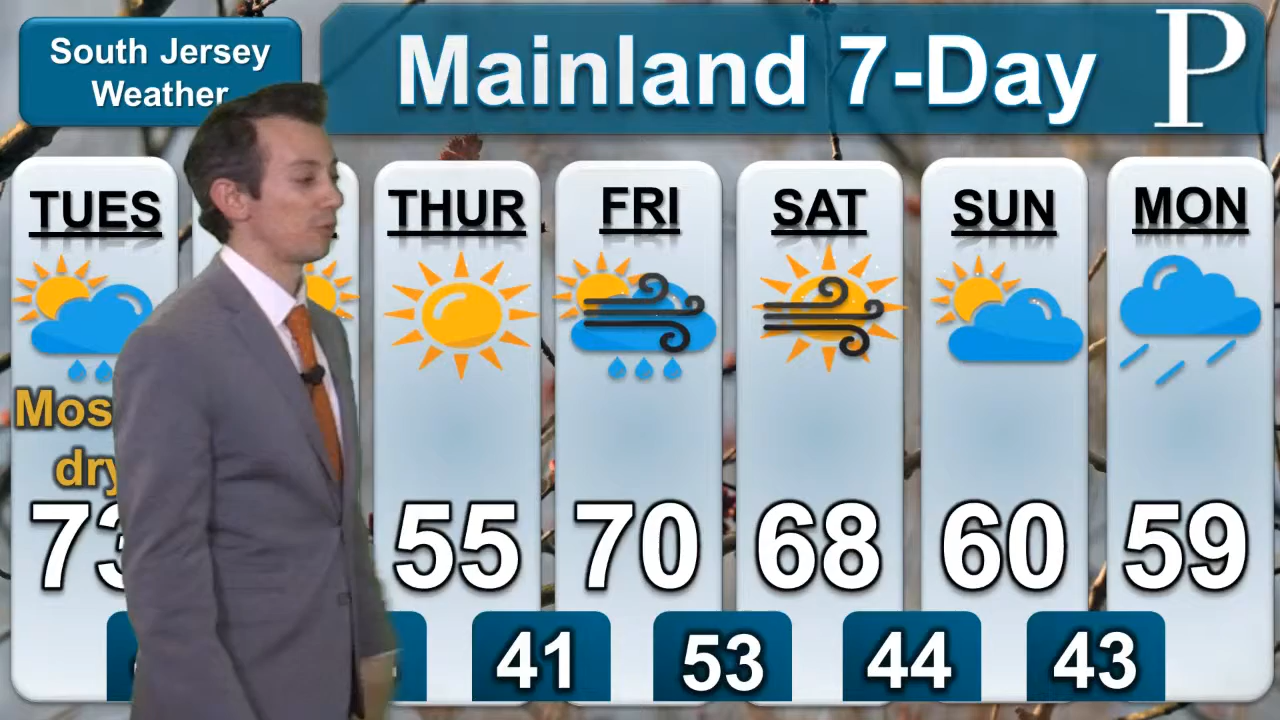 South Jersey
Weather
Mainland 7-Day
P
TUES
THUR
FRI
SAT
SUN
MON
dry
73
55
70
68
60
59
41
53
44
43